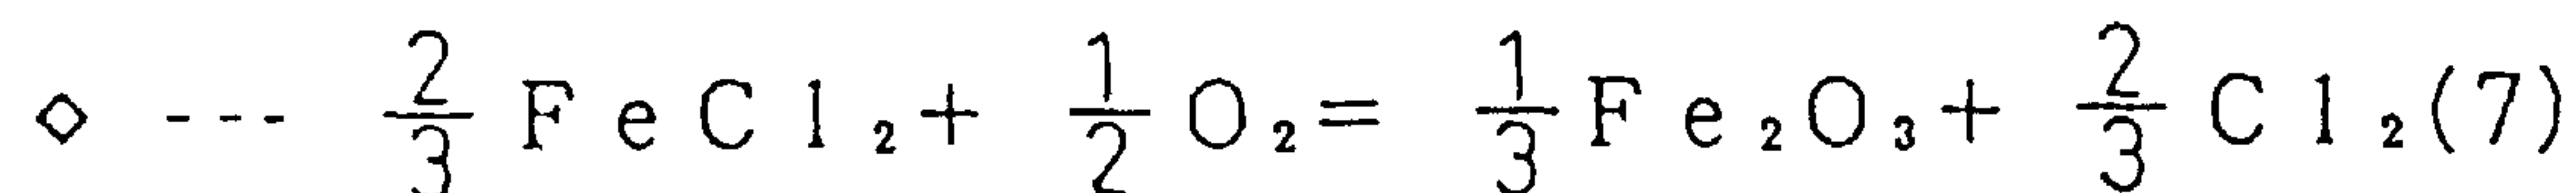 ◇ --- 2/3 FeCl₂+ 1/2 O₂= 1/3 Fe₂O₃+ 2/3 Cl₂(7)